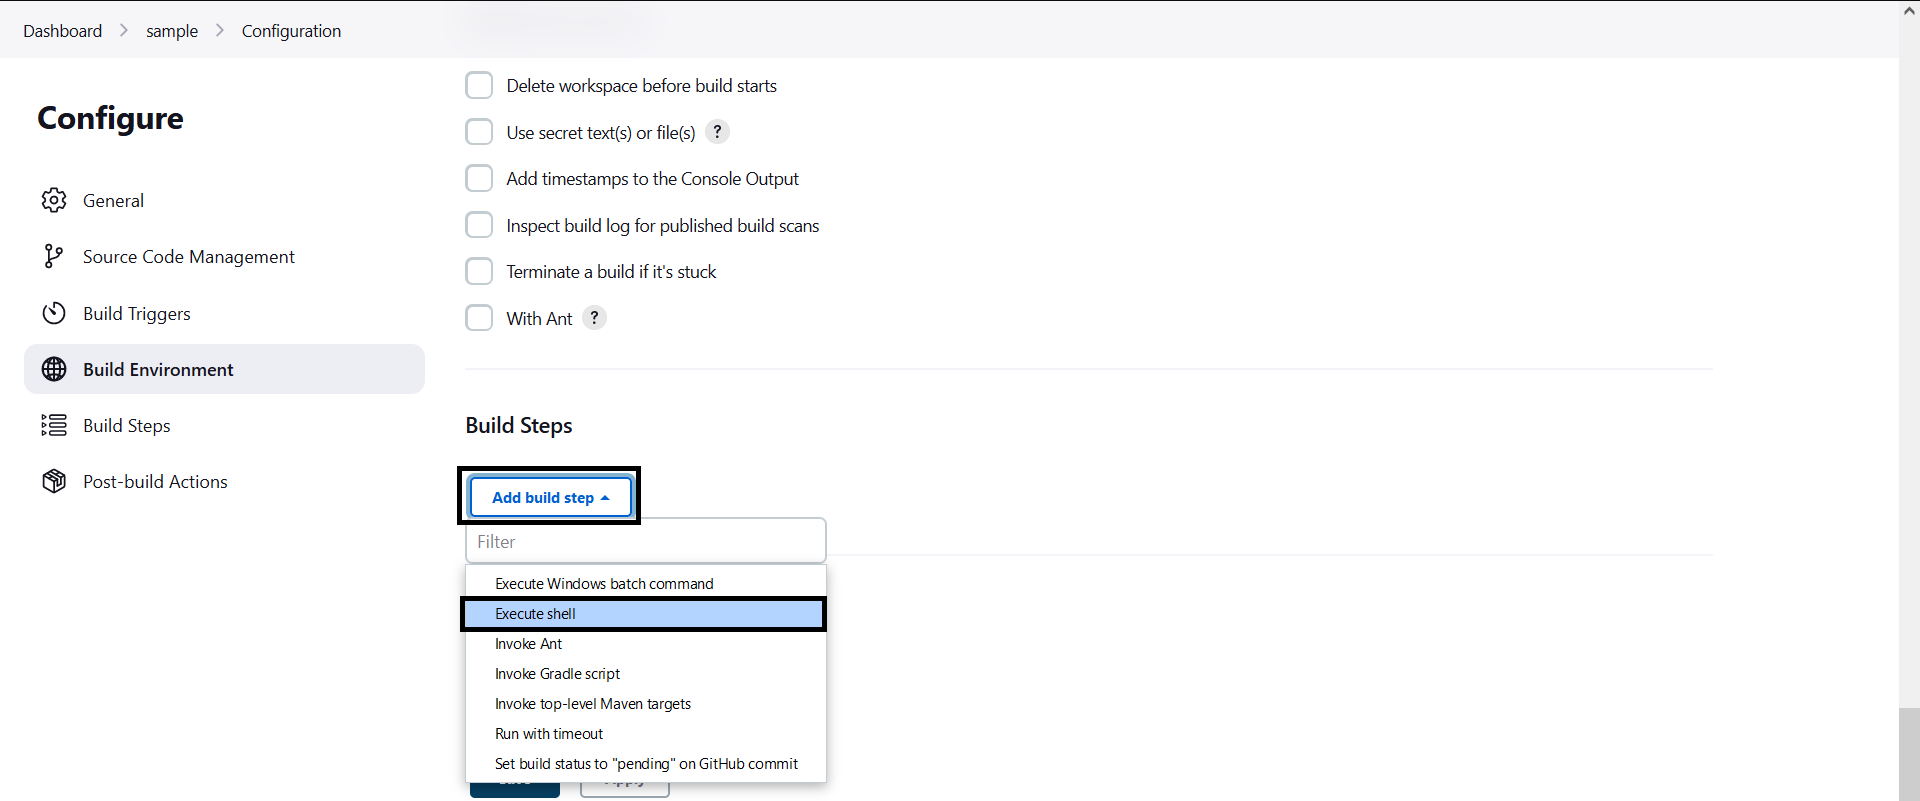 Dashboard > sample > Configuration
Configure
General
Source Code Management
Build Triggers
Build Environment
Build Steps
Post-build Actions
Delete workspace before build starts
Use secret text(s) or file(s) ?
Add timestamps to the Console Output
Inspect build log for published build scans
Terminate a build if it's stuck
With Ant ?
Build Steps
Add build step
Filter
Execute Windows batch command
Execute shell
Invoke Ant
Invoke Gradle script
Invoke top-level Maven targets
Run with timeout
Set build status to "pending" on GitHub commit